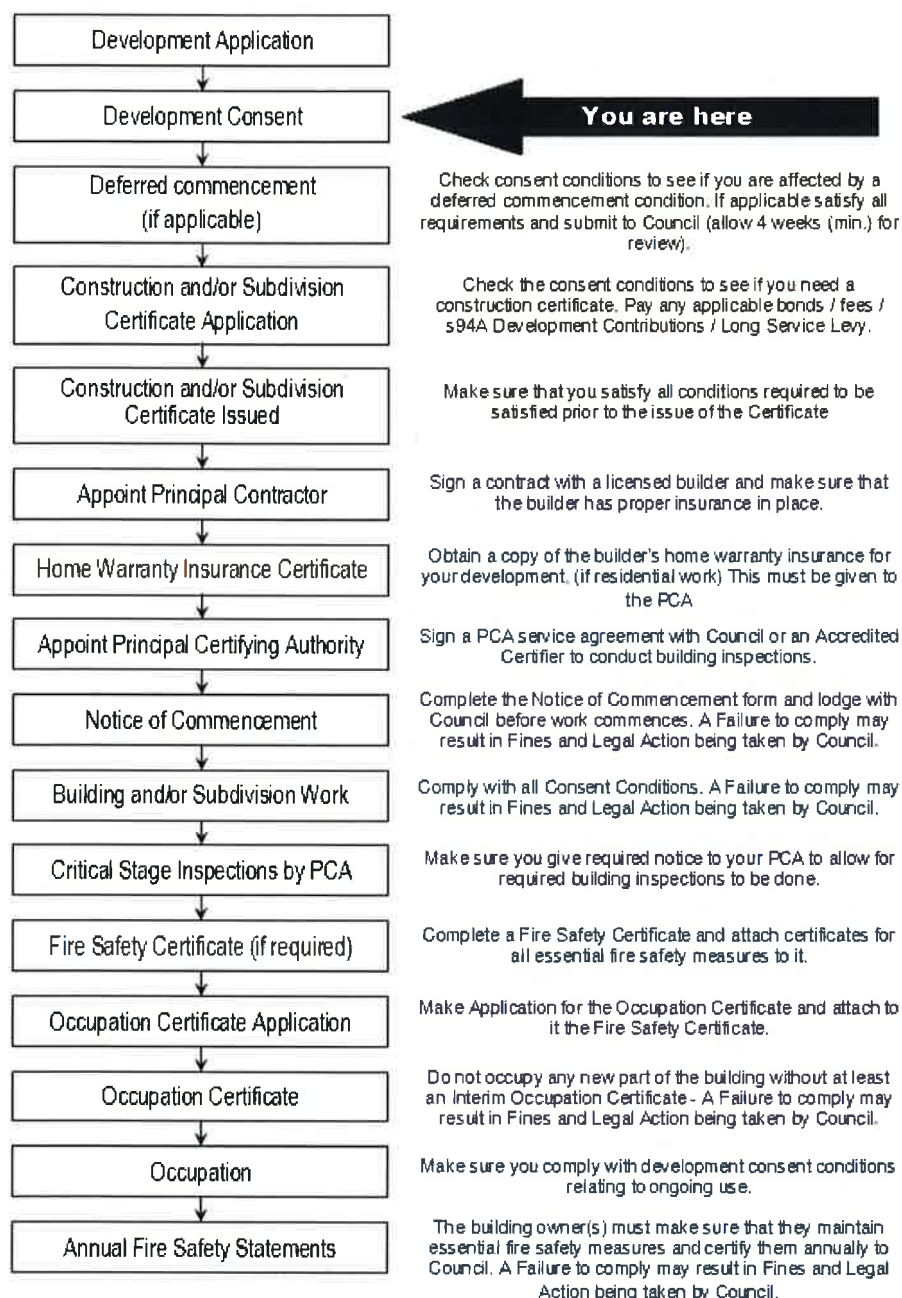 Development Application
Development Consent
You are here
Deferred commencement
(if applicable)
Check consent conditions to see if you are affected by a
deferred commencement condition. If applicable satisfy all
requirements and submit to Council (allow 4 weeks (min.) for
review).
Construction and/or Subdivision
Certificate Application
Check the consent conditions to see if you need a
construction certificate. Pay any applicable bonds / fees /
s94A Development Contributions / Long Service Levy.
Construction and/or Subdivision
Certificate Issued
Make sure that you satisfy all conditions required to be
satisfied prior to the issue of the Certificate
Appoint Principal Contractor
Sign a contract with a licensed builder and make sure that
the builder has proper insurance in place.
Home Warranty Insurance Certificate
Obtain a copy of the builder's home warranty insurance for
your development. (if residential work) This must be given to
the PCA
Appoint Principal Certifying Authority
Sign a PCA service agreement with Council or an Accredited
Certifier to conduct building inspections.
Notice of Commencement
Complete the Notice of Commencement form and lodge with
Council before work commences. A Failure to comply may
result in Fines and Legal Action being taken by Council.
Building and/or Subdivision Work
Comply with all Consent Conditions. A Failure to comply may
result in Fines and Legal Action being taken by Council.
Critical Stage Inspections by PCA
Make sure you give required notice to your PCA to allow for
required building inspections to be done.
Fire Safety Certificate (if required)
Complete a Fire Safety Certificate and attach certificates for
all essential fire safety measures to it.
Occupation Certificate Application
Make Application for the Occupation Certificate and attach to
it the Fire Safety Certificate.
Occupation Certificate
Do not occupy any new part of the building without at least
an Interim Occupation Certificate - A Failure to comply may
result in Fines and Legal Action being taken by Council.
Occupation
Make sure you comply with development consent conditions
relating to ongoing use.
Annual Fire Safety Statements
The building owner(s) must make sure that they maintain
essential fire safety measures and certify them annually to
Council. A Failure to comply may result in Fines and Legal
Action being taken by Council.